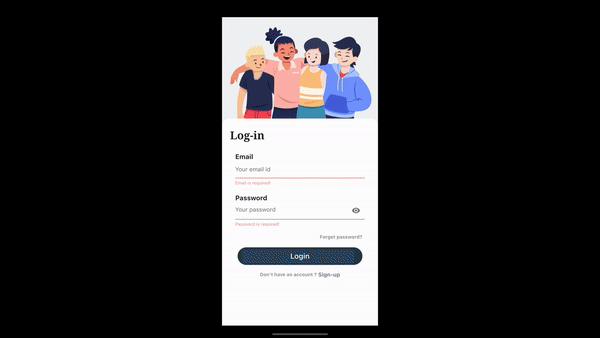 Log-in
Email
Your email id
Email is required!
Password
Your password
Password is required!
Forget password?
Login
Don't have an account ? Sign-up